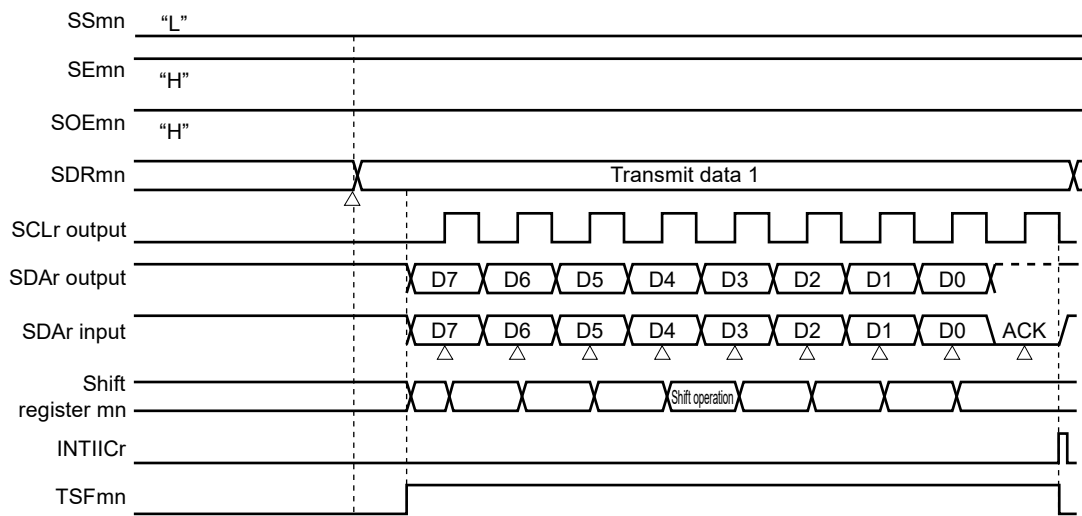 SSmn “L”
SEmn “H”
SOEmn “H”
SDRmn Transmit data 1
SCLr output
SDAr output D7 D6 D5 D4 D3 D2 D1 D0
SDAr input D7 D6 D5 D4 D3 D2 D1 D0 ACK
Shift
register mn Shift operation
INTIICr
TSFmn